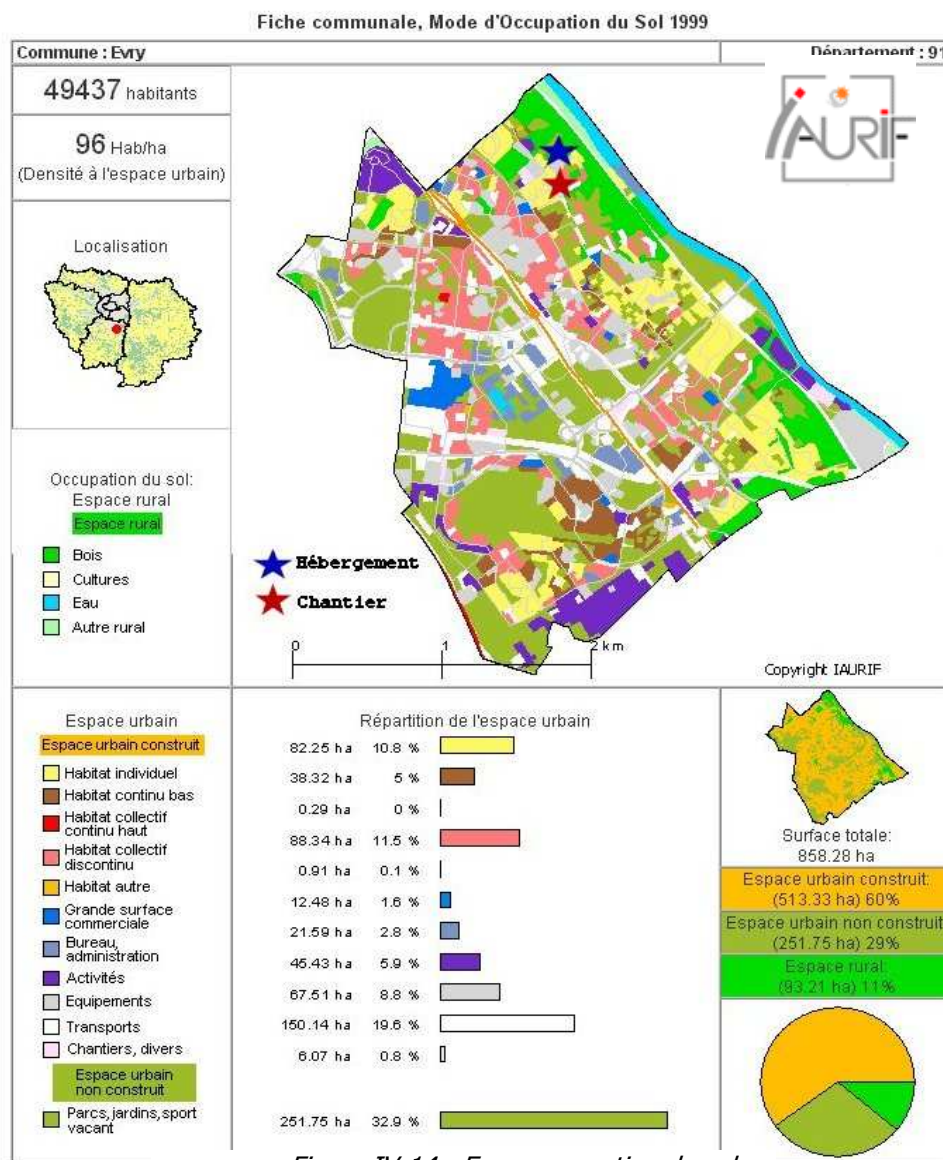 Fiche communale, Mode d'Occupation du Sol 1999
Commune : Evry
Département : 91
49437 habitants
96 Hab/ha
(Densité à l'espace urbain)
IAURIF
Localisation
Occupation du sol:
Espace rural
Espace rural
Bois
Cultures
Eau
Autre rural
Hébergement
Chantier
0 1 2 km
Copyright IAURIF
Espace urbain
Espace urbain construit
Habitat individuel
Habitat continu bas
Habitat collectif
continu haut
Habitat collectif
discontinu
Habitat autre
Grande surface
commerciale
Bureau,
administration
Activités
Equipements
Transports
Chantiers, divers
Espace urbain
non construit
Parcs, jardins, sport
vacant
Répartition de l'espace urbain
82.25 ha 10.8 %
38.32 ha 5 %
0.29 ha 0 %
88.34 ha 11.5 %
0.91 ha 0.1 %
12.48 ha 1.6 %
21.59 ha 2.8 %
45.43 ha 5.9 %
67.51 ha 8.8 %
150.14 ha 19.6 %
6.07 ha 0.8 %
251.75 ha 32.9 %
Surface totale:
858.28 ha
Espace urbain construit:
(513.33 ha) 60%
Espace urbain non construit
(251.75 ha) 29%
Espace rural:
(93.21 ha) 11%